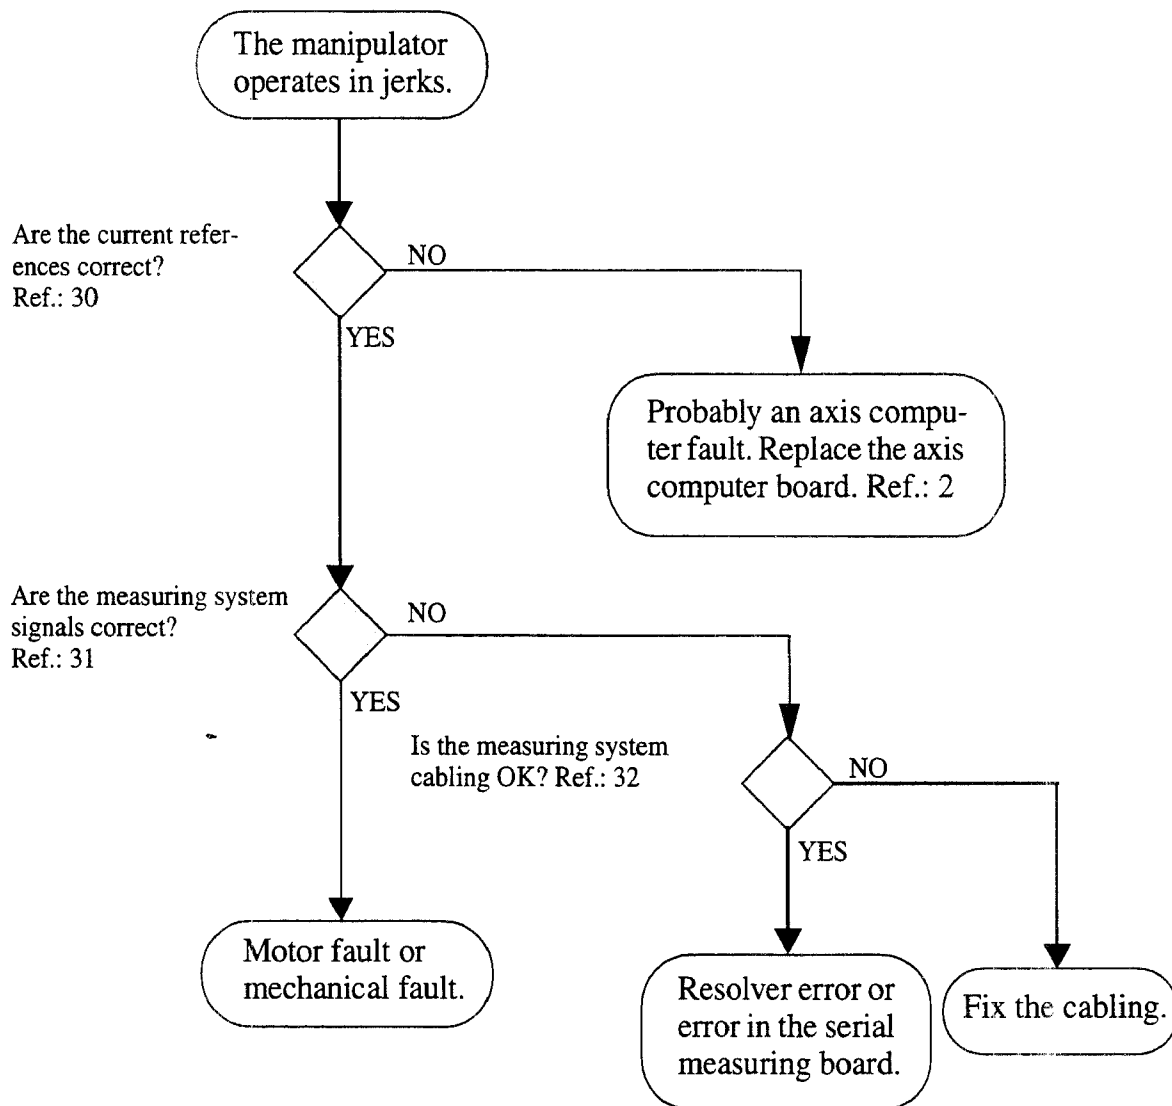 The manipulator
operates in jerks.
Are the current refer-
ences correct?
Ref.: 30
NO
YES
Probably an axis compu-
ter fault. Replace the axis
computer board. Ref.: 2
Are the measuring system
signals correct?
Ref.: 31
NO
YES
Is the measuring system
cabling OK? Ref.: 32
NO
YES
Motor fault or
mechanical fault.
Resolver error or
error in the serial
measuring board.
Fix the cabling.